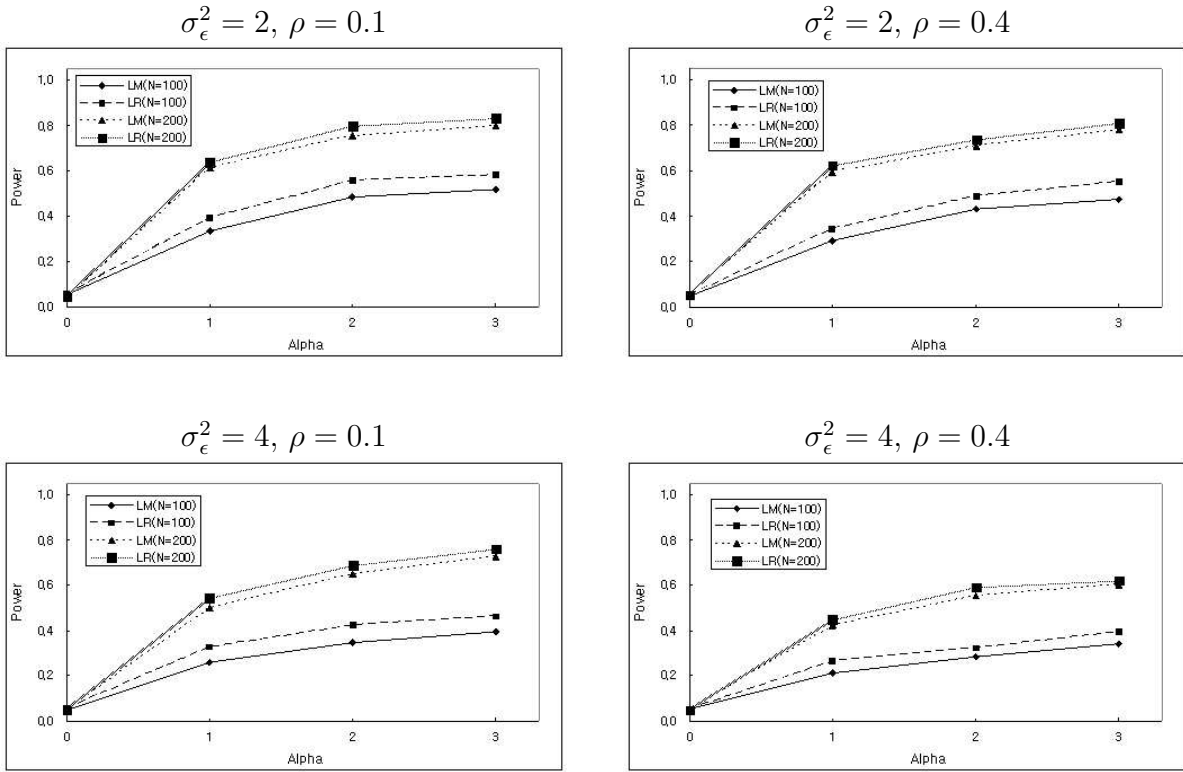 σ²_ϵ = 2, ρ = 0.1
1,0
0,8
0,6
0,4
0,2
0,0
Power
LM(N=100)
LR(N=100)
LM(N=200)
LR(N=200)
0 1 2 3
Alpha
σ²_ϵ = 2, ρ = 0.4
1,0
0,8
0,6
0,4
0,2
0,0
Power
LM(N=100)
LR(N=100)
LM(N=200)
LR(N=200)
0 1 2 3
Alpha
σ²_ϵ = 4, ρ = 0.1
1,0
0,8
0,6
0,4
0,2
0,0
Power
LM(N=100)
LR(N=100)
LM(N=200)
LR(N=200)
0 1 2 3
Alpha
σ²_ϵ = 4, ρ = 0.4
1,0
0,8
0,6
0,4
0,2
0,0
Power
LM(N=100)
LR(N=100)
LM(N=200)
LR(N=200)
0 1 2 3
Alpha